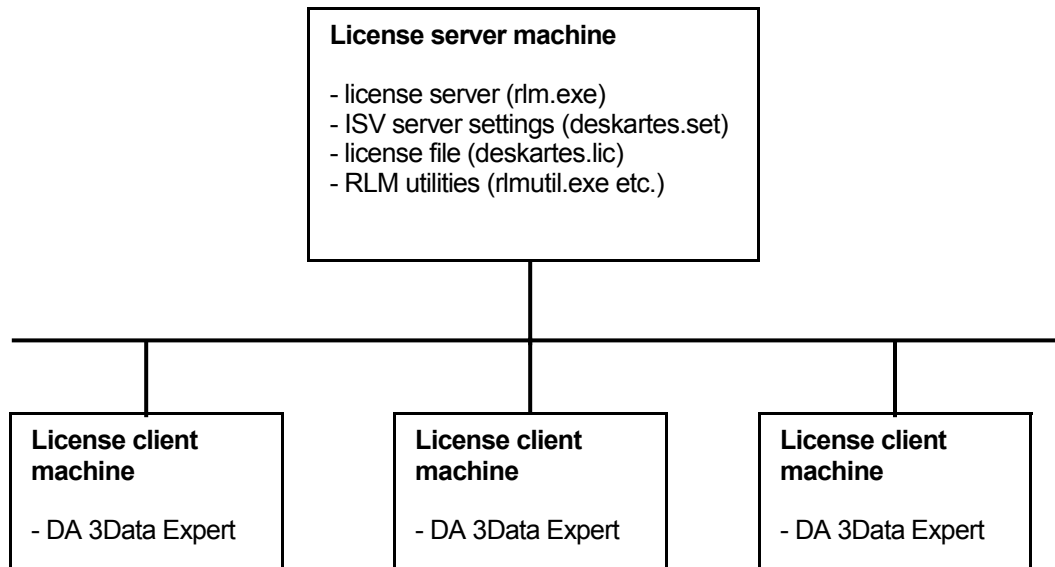 License server machine
- license server (rlm.exe)
- ISV server settings (deskartes.set)
- license file (deskartes.lic)
- RLM utilities (rlmutil.exe etc.)
License client
machine
- DA 3Data Expert
License client
machine
- DA 3Data Expert
License client
machine
- DA 3Data Expert